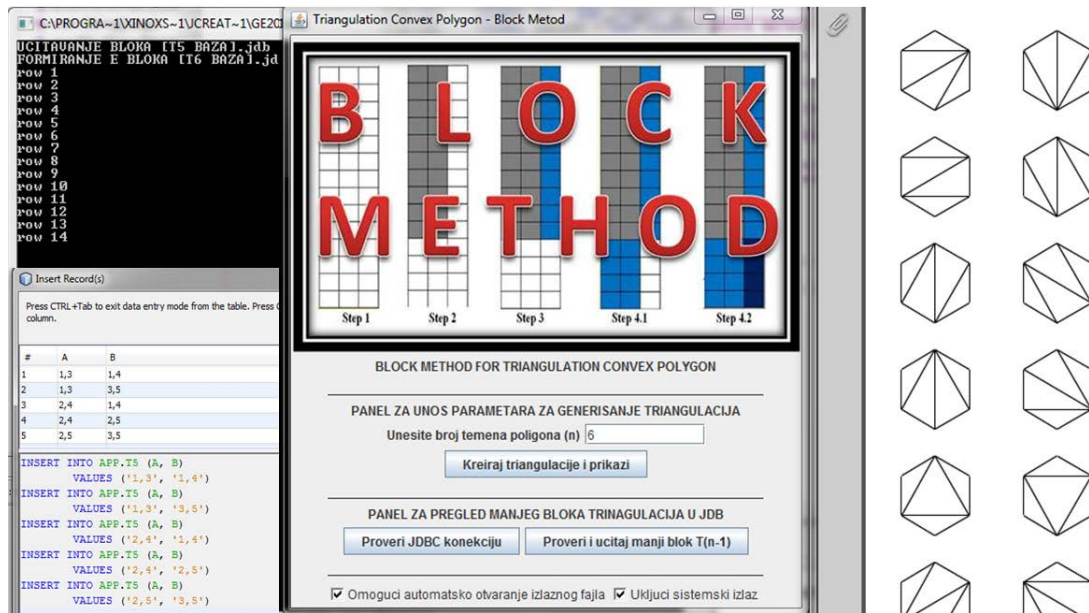 C:\PROGRA~1\XINOXS~1\JCREAT~1\GE20
UCITAVANJE BLOKA [T5 BAZA].jdb
FORMIRANJE E BLOKA [T6 BAZA].jd
row 1
row 2
row 3
row 4
row 5
row 6
row 7
row 8
row 9
row 10
row 11
row 12
row 13
row 14
Insert Record(s)
Press CTRL+Tab to exit data entry mode from the table. Press
column.
# A B
1 1,3 1,4
2 1,3 3,5
3 2,4 1,4
4 2,4 2,5
5 2,5 3,5
INSERT INTO APP.T5 (A, B)
VALUES ('1,3', '1,4')
INSERT INTO APP.T5 (A, B)
VALUES ('1,3', '3,5')
INSERT INTO APP.T5 (A, B)
VALUES ('2,4', '1,4')
INSERT INTO APP.T5 (A, B)
VALUES ('2,4', '2,5')
INSERT INTO APP.T5 (A, B)
VALUES ('2,5', '3,5')
Triangulation Convex Polygon - Block Metod
BLOCK
METHOD
Step 1 Step 2 Step 3 Step 4.1 Step 4.2
BLOCK METHOD FOR TRIANGULATION CONVEX POLYGON
PANEL ZA UNOS PARAMETARA ZA GENERISANJE TRIANGULACIJA
Unesite broj temena poligona (n) 6
Kreiraj triangulacije i prikazi
PANEL ZA PREGLED MANJEG BLOKA TRINAGULACIJA U JDB
Proveri JDBC konekciju Proveri i ucitaj manji blok T(n-1)
Omoguci automatsko otvaranje izlaznog fajla Ukljuci sistemski izlaz